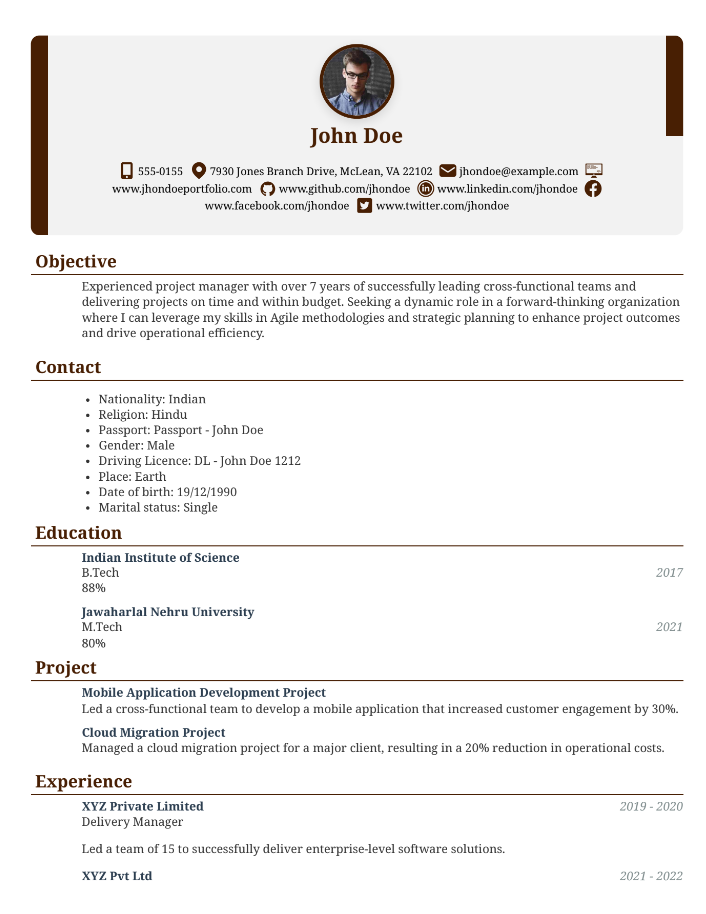 John Doe
555-0155 7930 Jones Branch Drive, McLean, VA 22102 jhondoe@example.com
www.jhondoeportfolio.com www.github.com/jhondoe www.linkedin.com/jhondoe
www.facebook.com/jhondoe www.twitter.com/jhondoe
Objective
Experienced project manager with over 7 years of successfully leading cross-functional teams and
delivering projects on time and within budget. Seeking a dynamic role in a forward-thinking organization
where I can leverage my skills in Agile methodologies and strategic planning to enhance project outcomes
and drive operational efficiency.
Contact
• Nationality: Indian
• Religion: Hindu
• Passport: Passport - John Doe
• Gender: Male
• Driving Licence: DL - John Doe 1212
• Place: Earth
• Date of birth: 19/12/1990
• Marital status: Single
Education
Indian Institute of Science
B.Tech 2017
88%
Jawaharlal Nehru University
M.Tech 2021
80%
Project
Mobile Application Development Project
Led a cross-functional team to develop a mobile application that increased customer engagement by 30%.
Cloud Migration Project
Managed a cloud migration project for a major client, resulting in a 20% reduction in operational costs.
Experience
XYZ Private Limited 2019 - 2020
Delivery Manager
Led a team of 15 to successfully deliver enterprise-level software solutions.
XYZ Pvt Ltd 2021 - 2022